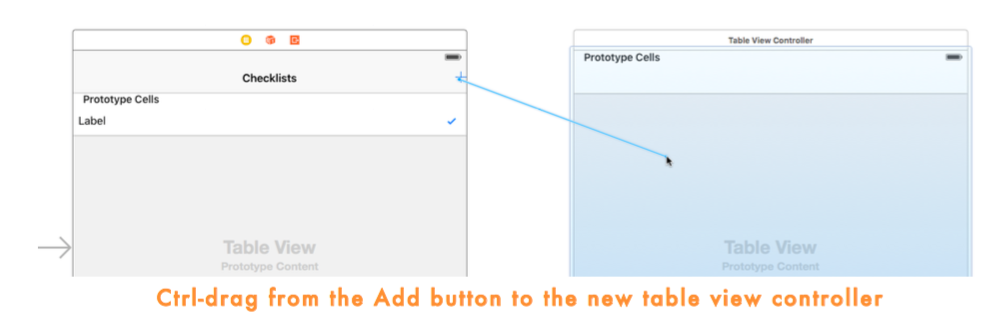 Table View Controller
Checklists
Prototype Cells
Label
Table View
Prototype Content
Prototype Cells
Table View
Prototype Content
Ctrl-drag from the Add button to the new table view controller